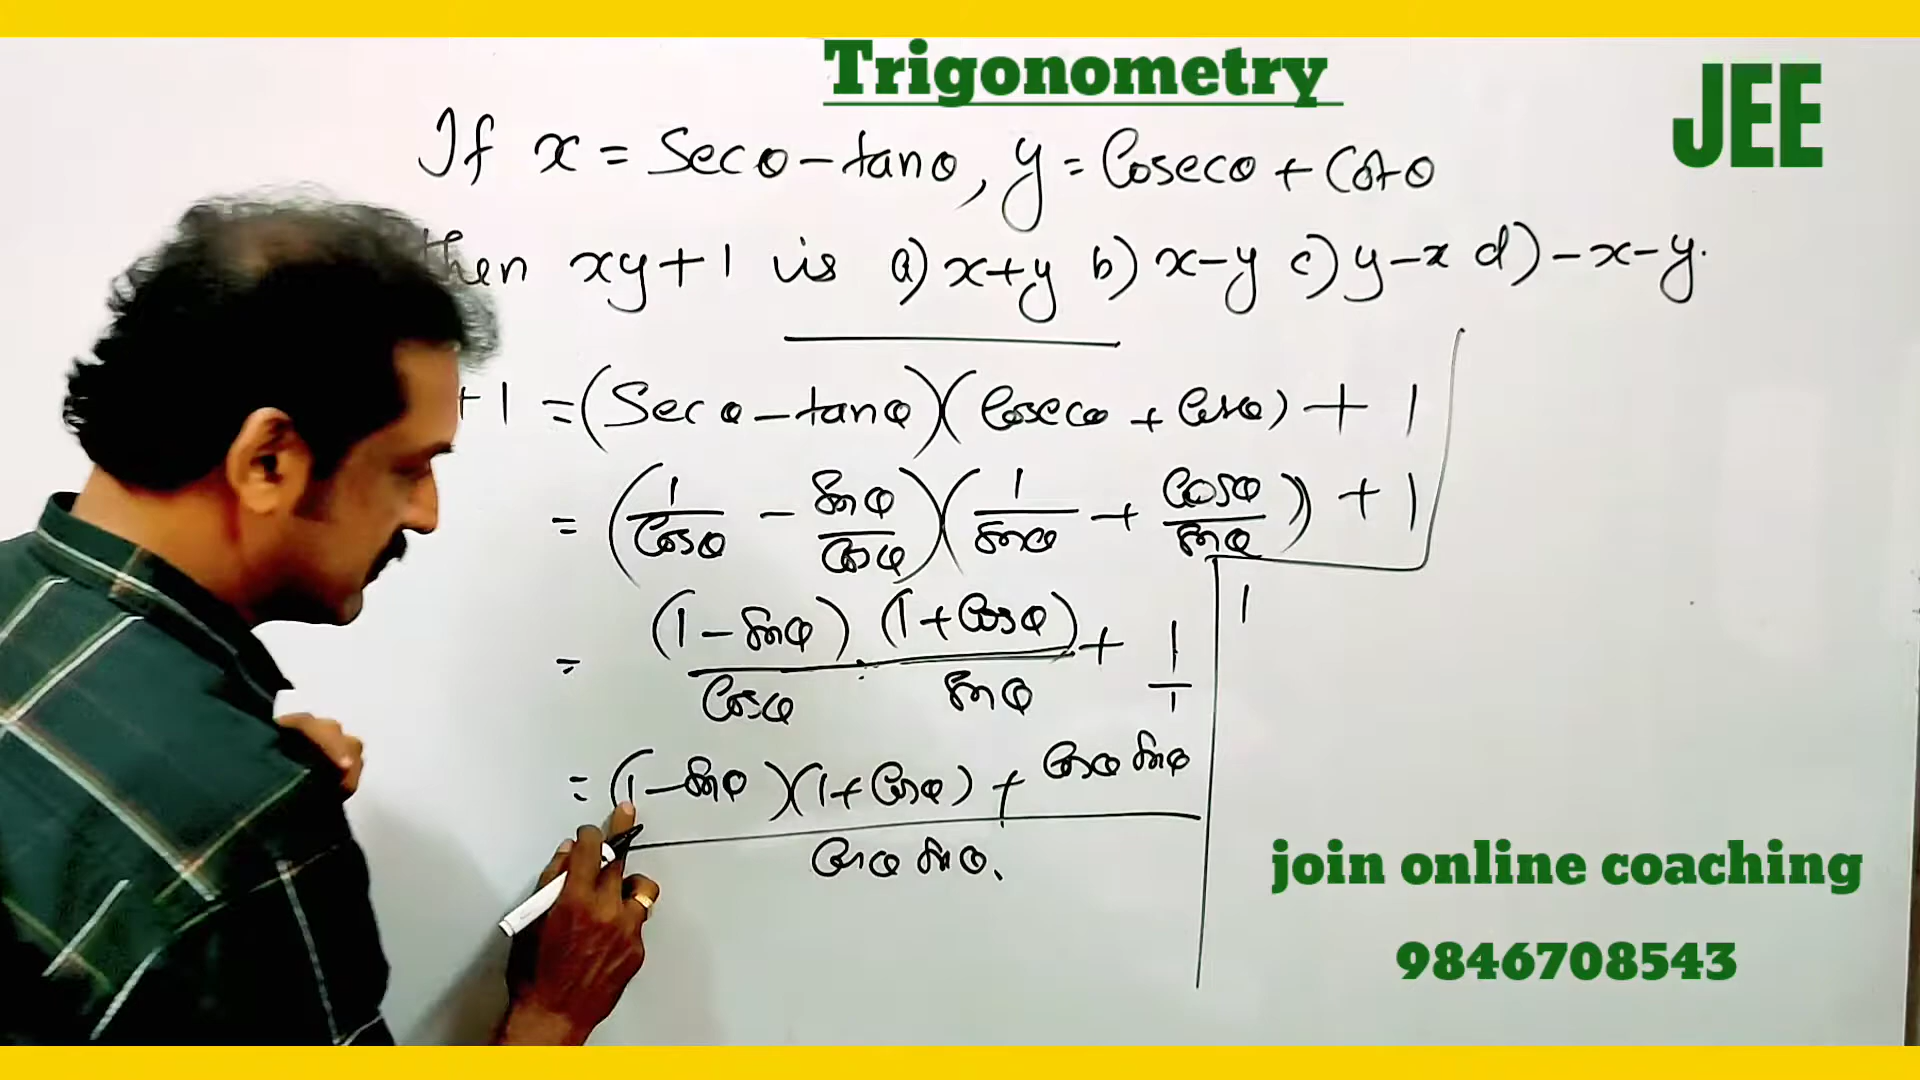 Trigonometry
JEE
If x = Secθ - tanθ, y = Cosecθ + Cotθ
then xy + 1 is a) x+y b) x-y c) y-x d) -x-y.
+1 = (Secθ - tanθ)(Cosecθ + Cotθ) + 1
= (1/Cosθ - Sinθ/Cosθ)(1/Sinθ + Cosθ/Sinθ) + 1
= (1 - Sinθ)/Cosθ . (1 + Cosθ)/Sinθ + 1/1
1
= ((1 - Sinθ)(1 + Cosθ) + Cosθ Sinθ)/(Cosθ Sinθ.)
join online coaching
9846708543